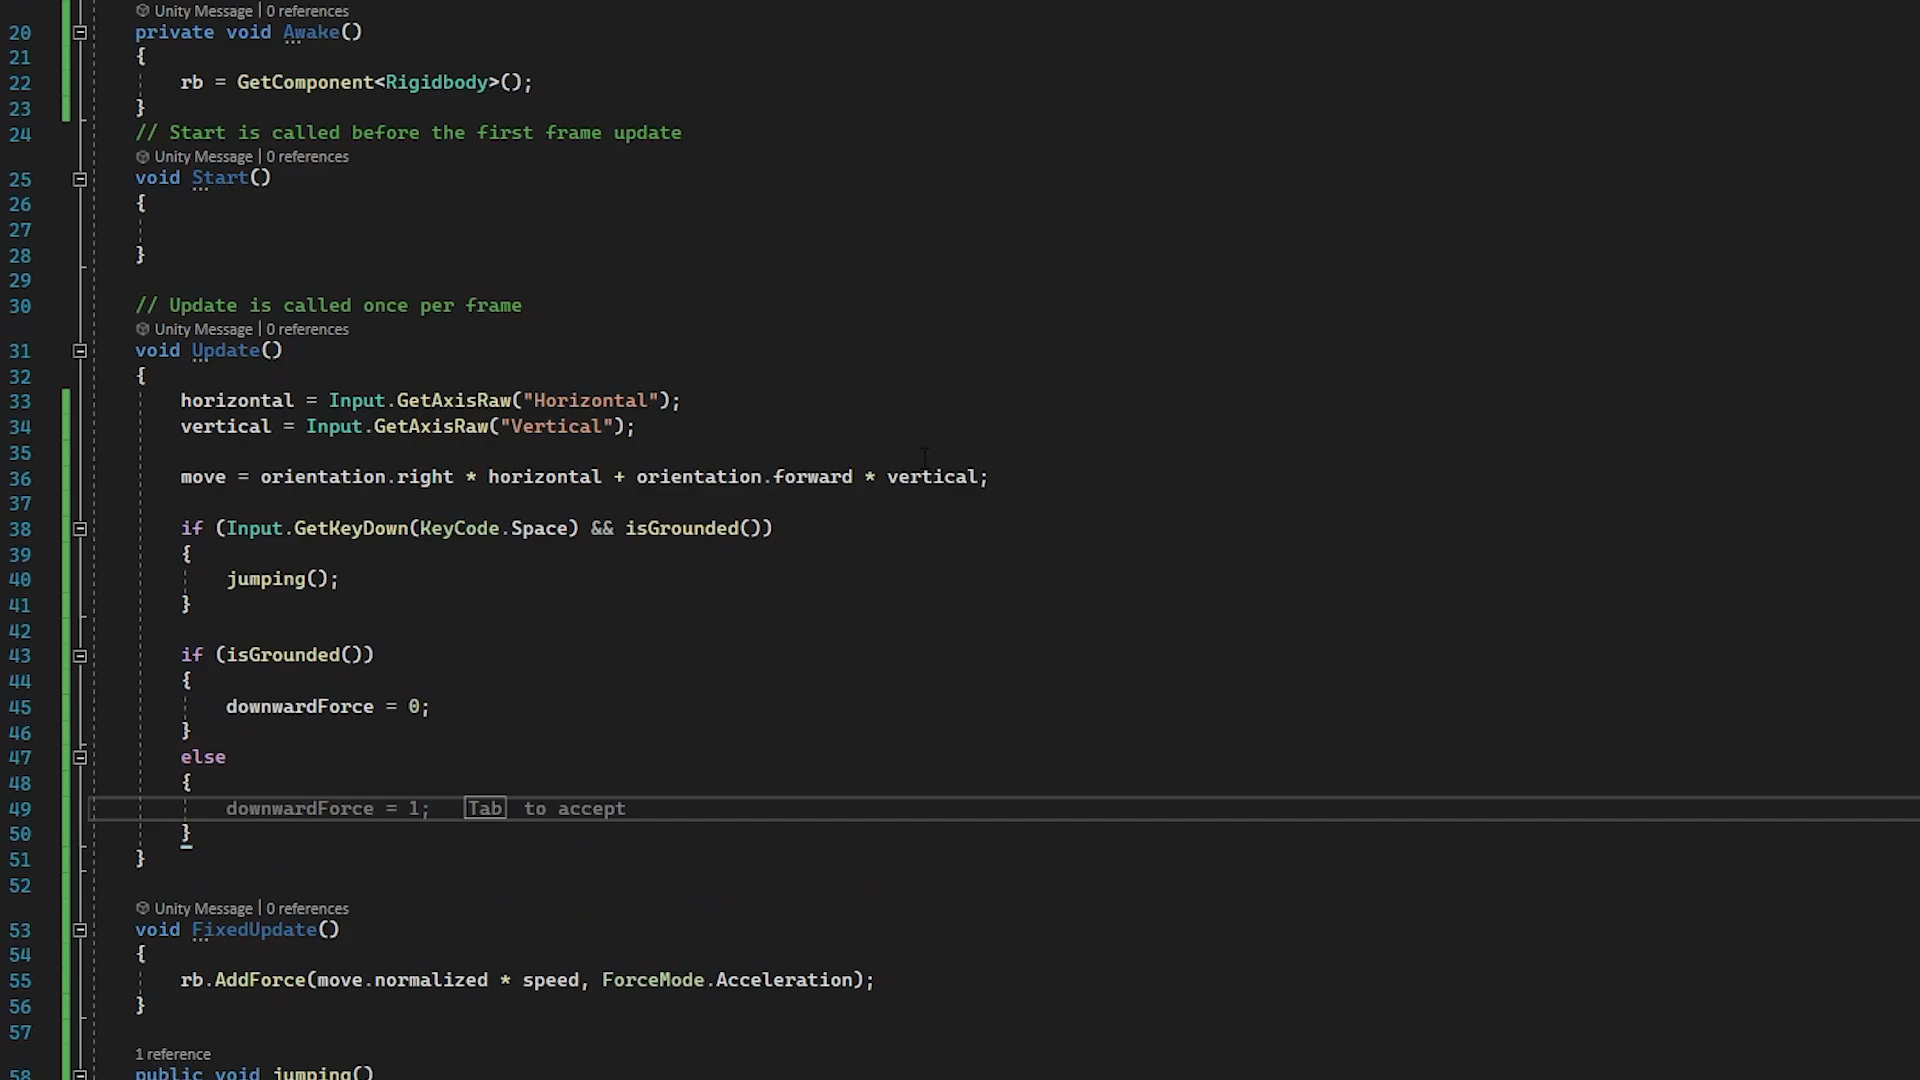 Unity Message | 0 references
20 private void Awake()
21 {
22 rb = GetComponent<Rigidbody>();
23 }
24 // Start is called before the first frame update
Unity Message | 0 references
25 void Start()
26 {
27
28 }
29
30 // Update is called once per frame
Unity Message | 0 references
31 void Update()
32 {
33 horizontal = Input.GetAxisRaw("Horizontal");
34 vertical = Input.GetAxisRaw("Vertical");
35
36 move = orientation.right * horizontal + orientation.forward * vertical;
37
38 if (Input.GetKeyDown(KeyCode.Space) && isGrounded())
39 {
40 jumping();
41 }
42
43 if (isGrounded())
44 {
45 downwardForce = 0;
46 }
47 else
48 {
49 downwardForce = 1; Tab to accept
50 }
51 }
52
Unity Message | 0 references
53 void FixedUpdate()
54 {
55 rb.AddForce(move.normalized * speed, ForceMode.Acceleration);
56 }
57
1 reference
58 public void jumping()